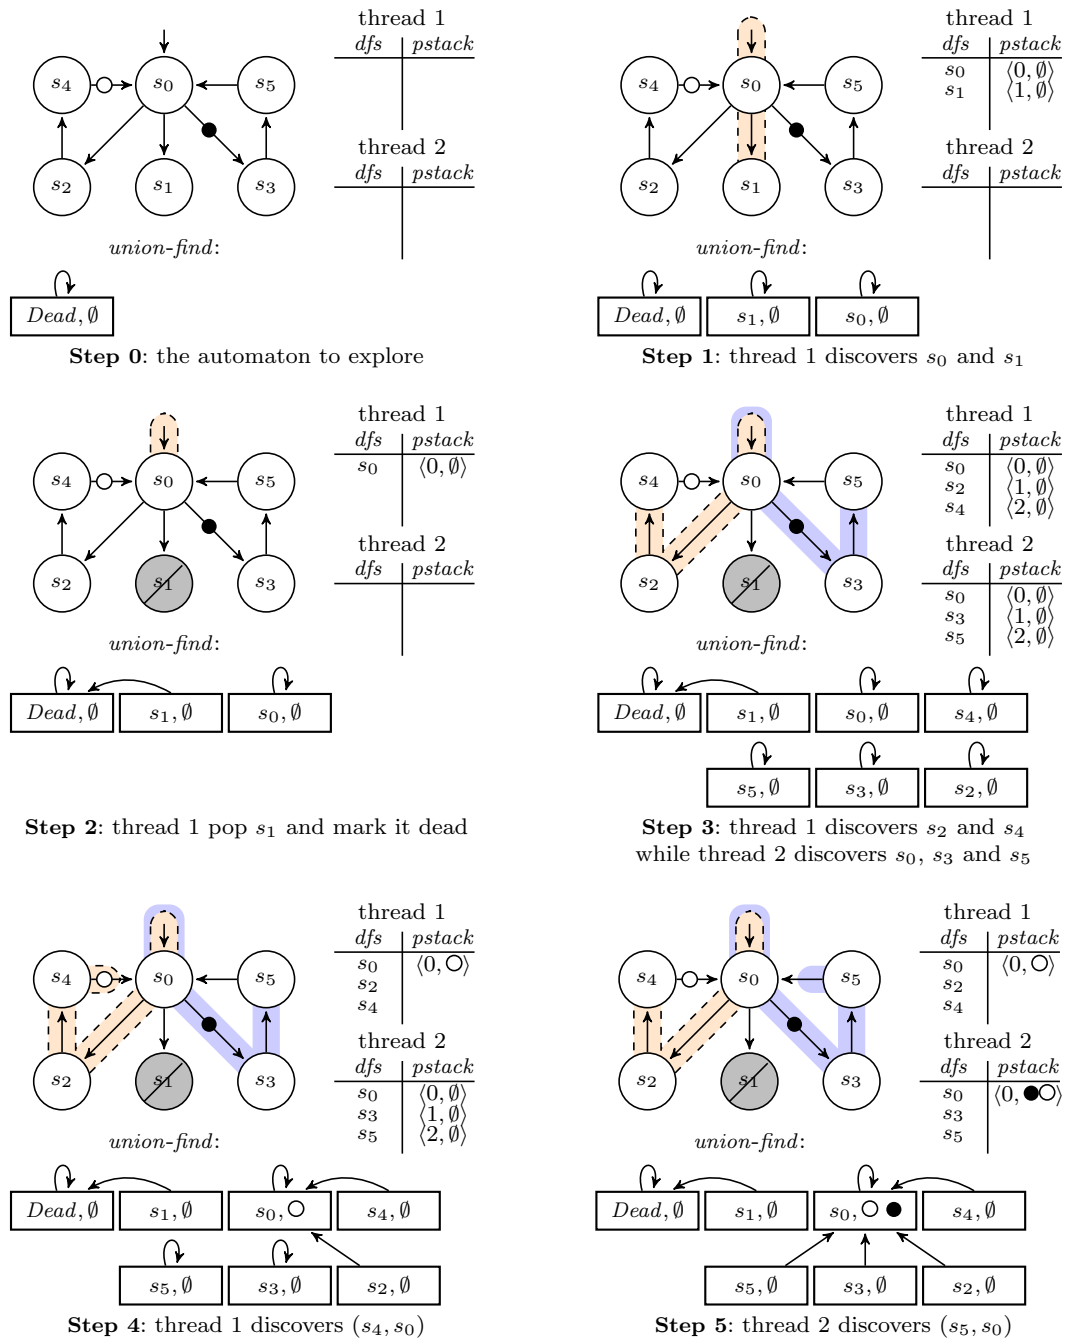 thread 1
dfs pstack
s4 s0 s5
thread 2
dfs pstack
s2 s1 s3
union-find:
Dead, ∅
Step 0: the automaton to explore
thread 1
dfs pstack
s0 ⟨0, ∅⟩
s1 ⟨1, ∅⟩
s4 s0 s5
thread 2
dfs pstack
s2 s1 s3
union-find:
Dead, ∅ s1, ∅ s0, ∅
Step 1: thread 1 discovers s0 and s1
thread 1
dfs pstack
s0 ⟨0, ∅⟩
s4 s0 s5
thread 2
dfs pstack
s2 s1 s3
union-find:
Dead, ∅ s1, ∅ s0, ∅
Step 2: thread 1 pop s1 and mark it dead
thread 1
dfs pstack
s0 ⟨0, ∅⟩
s2 ⟨1, ∅⟩
s4 ⟨2, ∅⟩
s4 s0 s5
thread 2
dfs pstack
s0 ⟨0, ∅⟩
s3 ⟨1, ∅⟩
s5 ⟨2, ∅⟩
s2 s1 s3
union-find:
Dead, ∅ s1, ∅ s0, ∅ s4, ∅
s5, ∅ s3, ∅ s2, ∅
Step 3: thread 1 discovers s2 and s4
while thread 2 discovers s0, s3 and s5
thread 1
dfs pstack
s0 ⟨0, ○⟩
s2
s4
s4 s0 s5
thread 2
dfs pstack
s0 ⟨0, ∅⟩
s3 ⟨1, ∅⟩
s5 ⟨2, ∅⟩
s2 s1 s3
union-find:
Dead, ∅ s1, ∅ s0, ○ s4, ∅
s5, ∅ s3, ∅ s2, ∅
Step 4: thread 1 discovers (s4, s0)
thread 1
dfs pstack
s0 ⟨0, ○⟩
s2
s4
s4 s0 s5
thread 2
dfs pstack
s0 ⟨0, ●○⟩
s3
s5
s2 s1 s3
union-find:
Dead, ∅ s1, ∅ s0, ○ ● s4, ∅
s5, ∅ s3, ∅ s2, ∅
Step 5: thread 2 discovers (s5, s0)